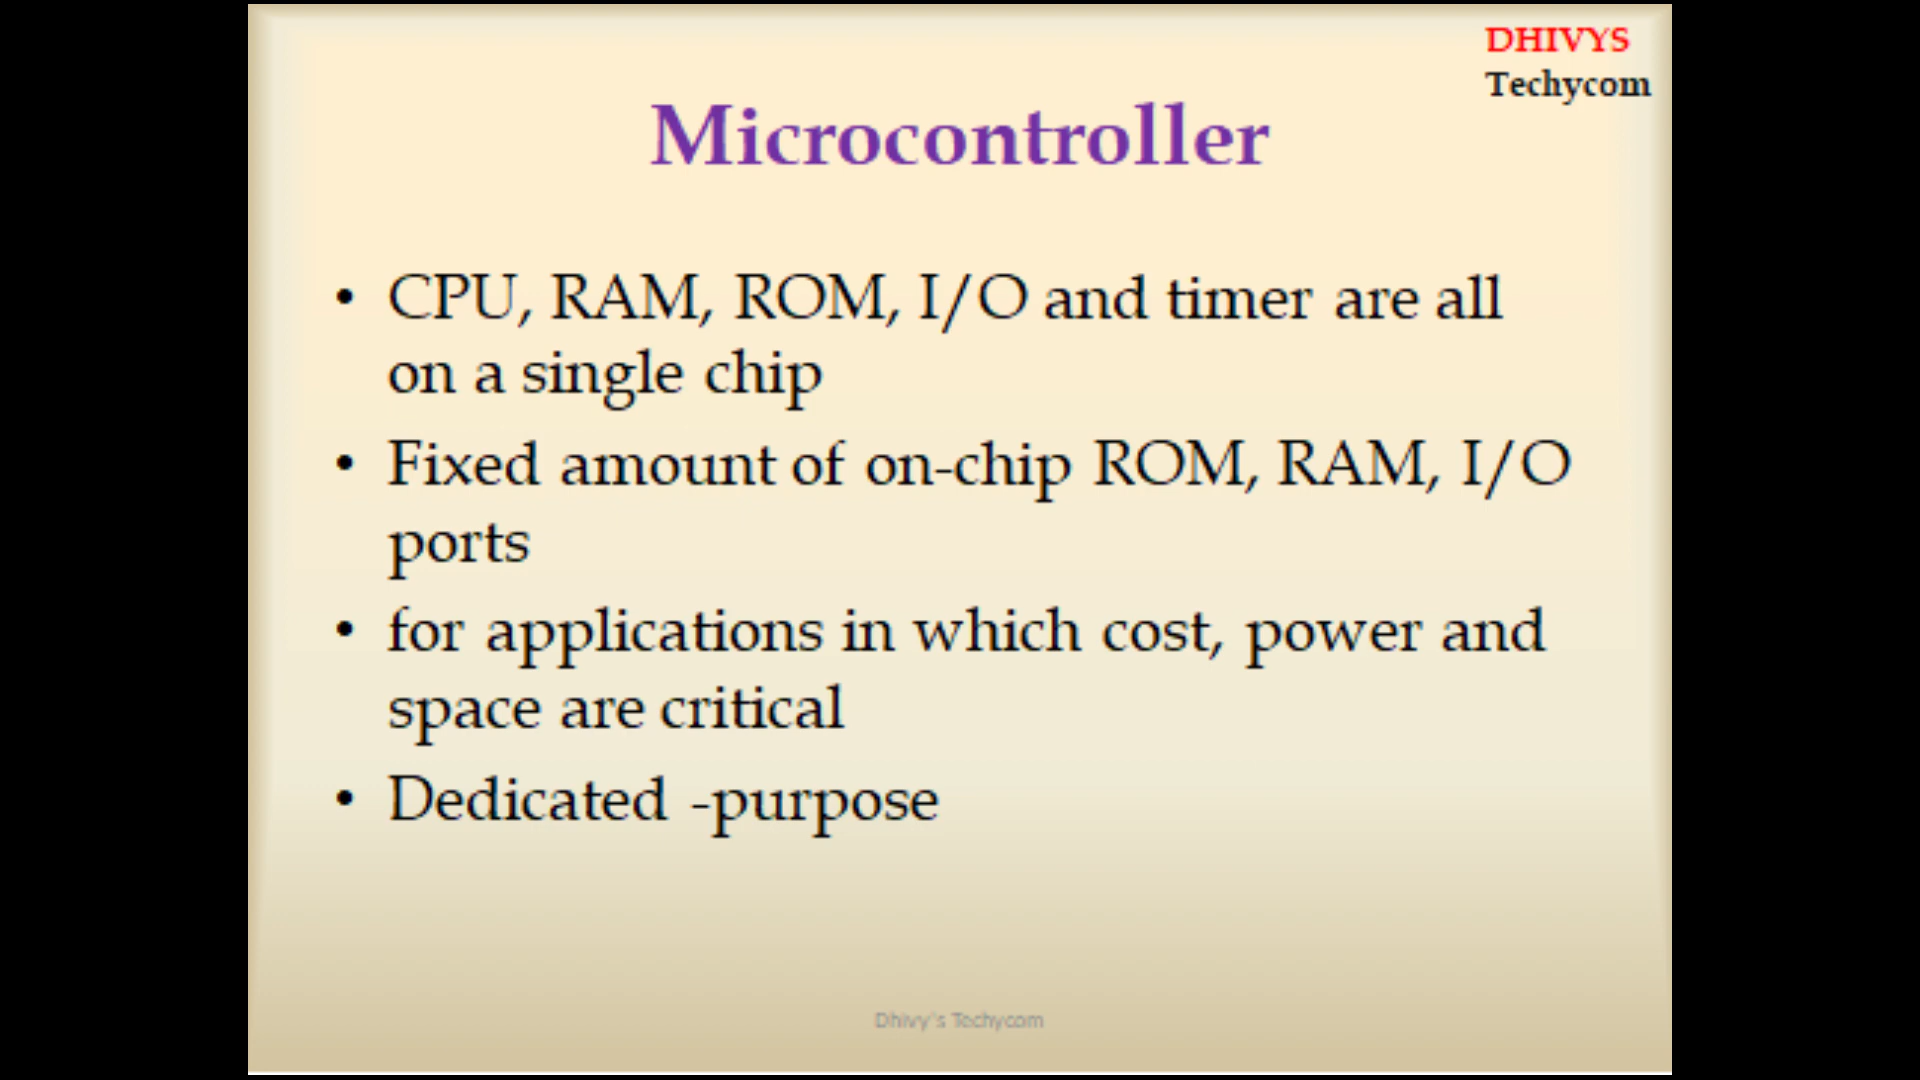 DHIVYS
Techycom
Microcontroller
• CPU, RAM, ROM, I/O and timer are all
on a single chip
• Fixed amount of on-chip ROM, RAM, I/O
ports
• for applications in which cost, power and
space are critical
• Dedicated -purpose
Dhivy's Techycom